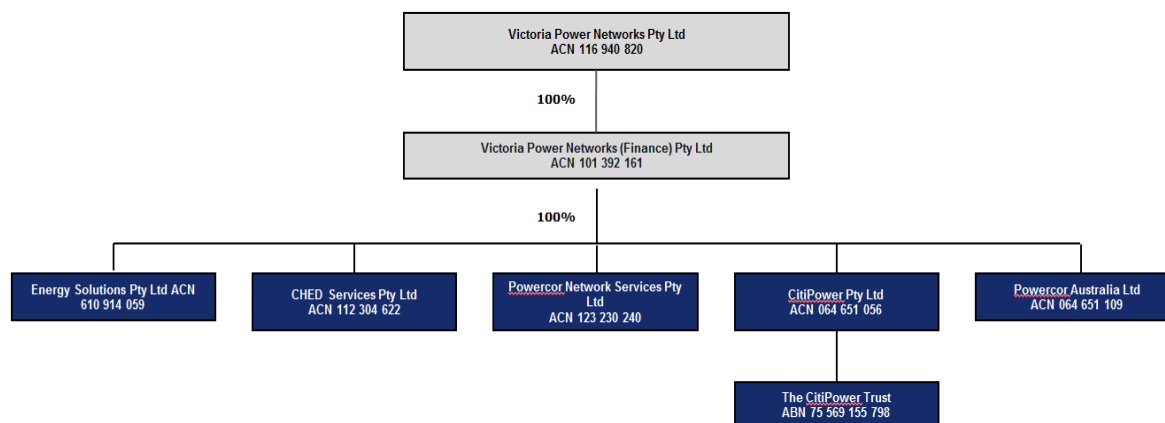 Victoria Power Networks Pty Ltd
ACN 116 940 820
100%
Victoria Power Networks (Finance) Pty Ltd
ACN 101 392 161
100%
Energy Solutions Pty Ltd ACN
610 914 059
CHED Services Pty Ltd
ACN 112 304 622
Powercor Network Services Pty
Ltd
ACN 123 230 240
CitiPower Pty Ltd
ACN 064 651 056
Powercor Australia Ltd
ACN 064 651 109
The CitiPower Trust
ABN 75 569 155 798